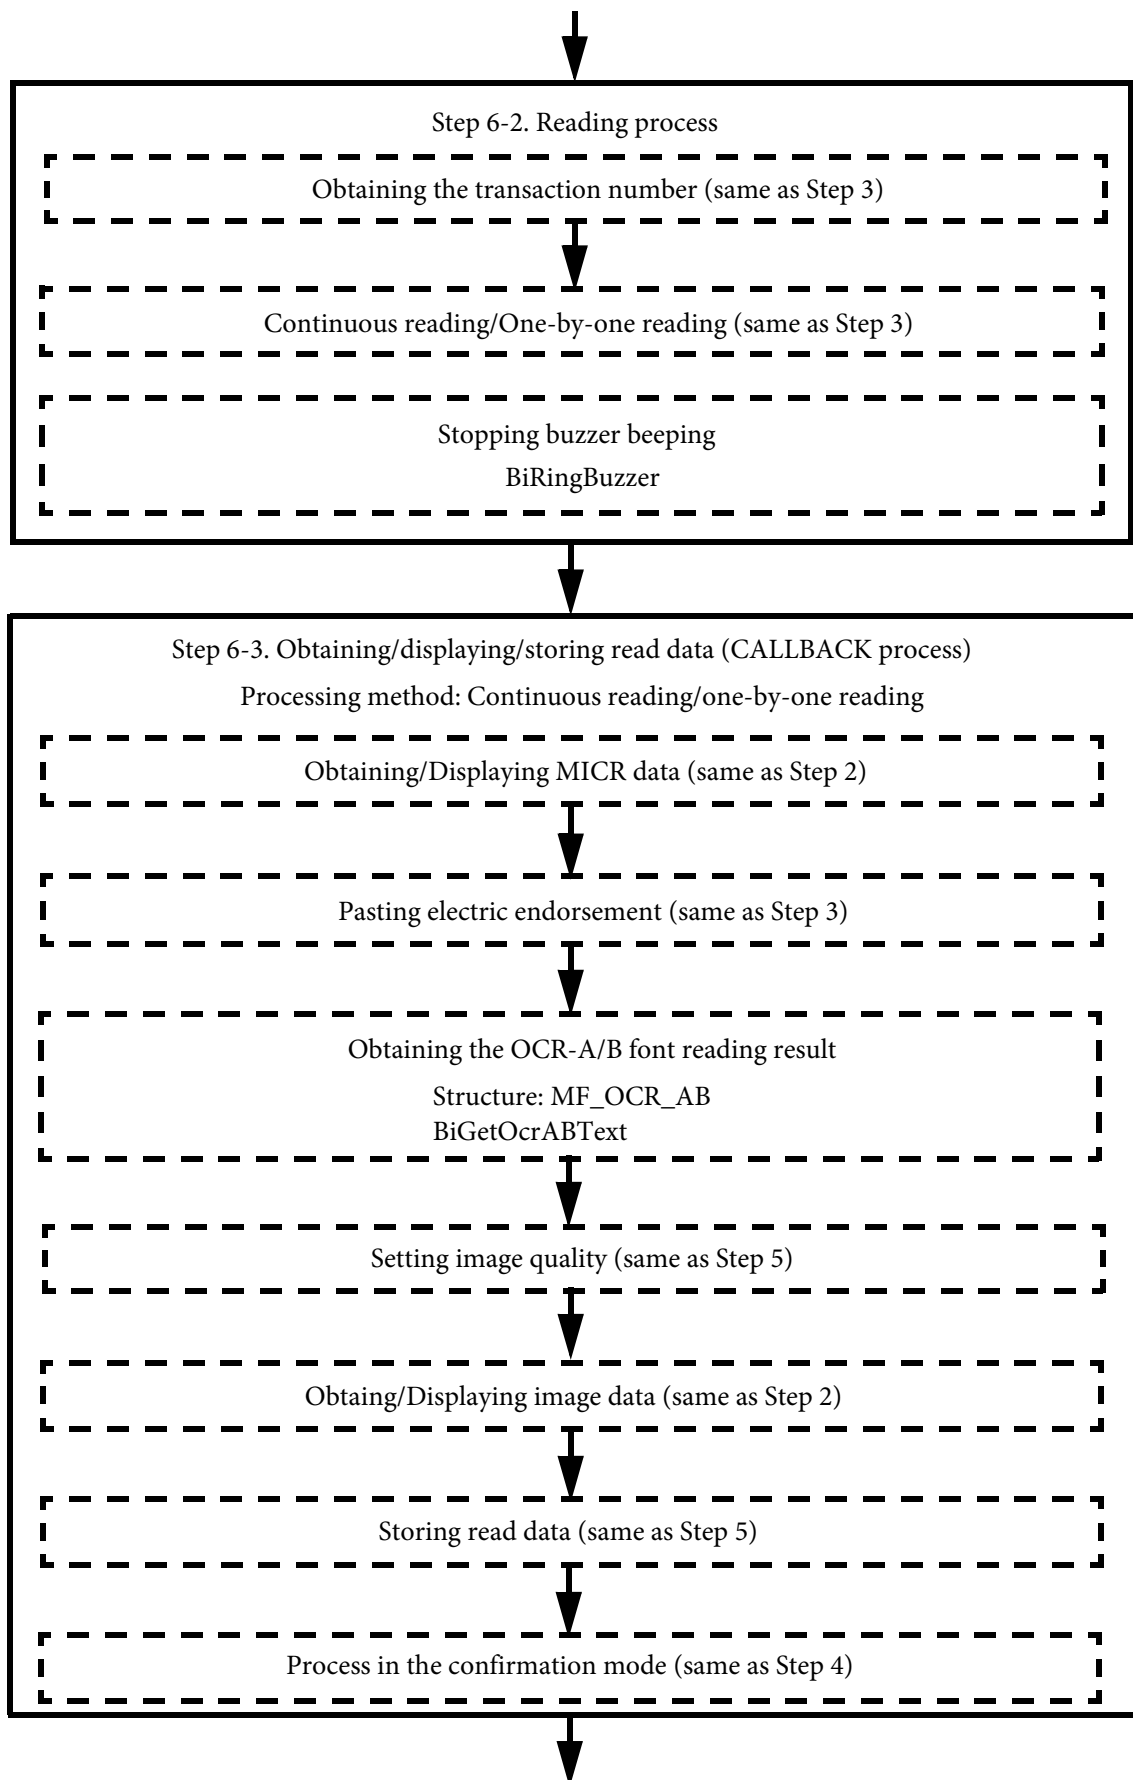 Step 6-2. Reading process
Obtaining the transaction number (same as Step 3)
Continuous reading/One-by-one reading (same as Step 3)
Stopping buzzer beeping
BiRingBuzzer
Step 6-3. Obtaining/displaying/storing read data (CALLBACK process)
Processing method: Continuous reading/one-by-one reading
Obtaining/Displaying MICR data (same as Step 2)
Pasting electric endorsement (same as Step 3)
Obtaining the OCR-A/B font reading result
Structure: MF_OCR_AB
BiGetOcrABText
Setting image quality (same as Step 5)
Obtaing/Displaying image data (same as Step 2)
Storing read data (same as Step 5)
Process in the confirmation mode (same as Step 4)